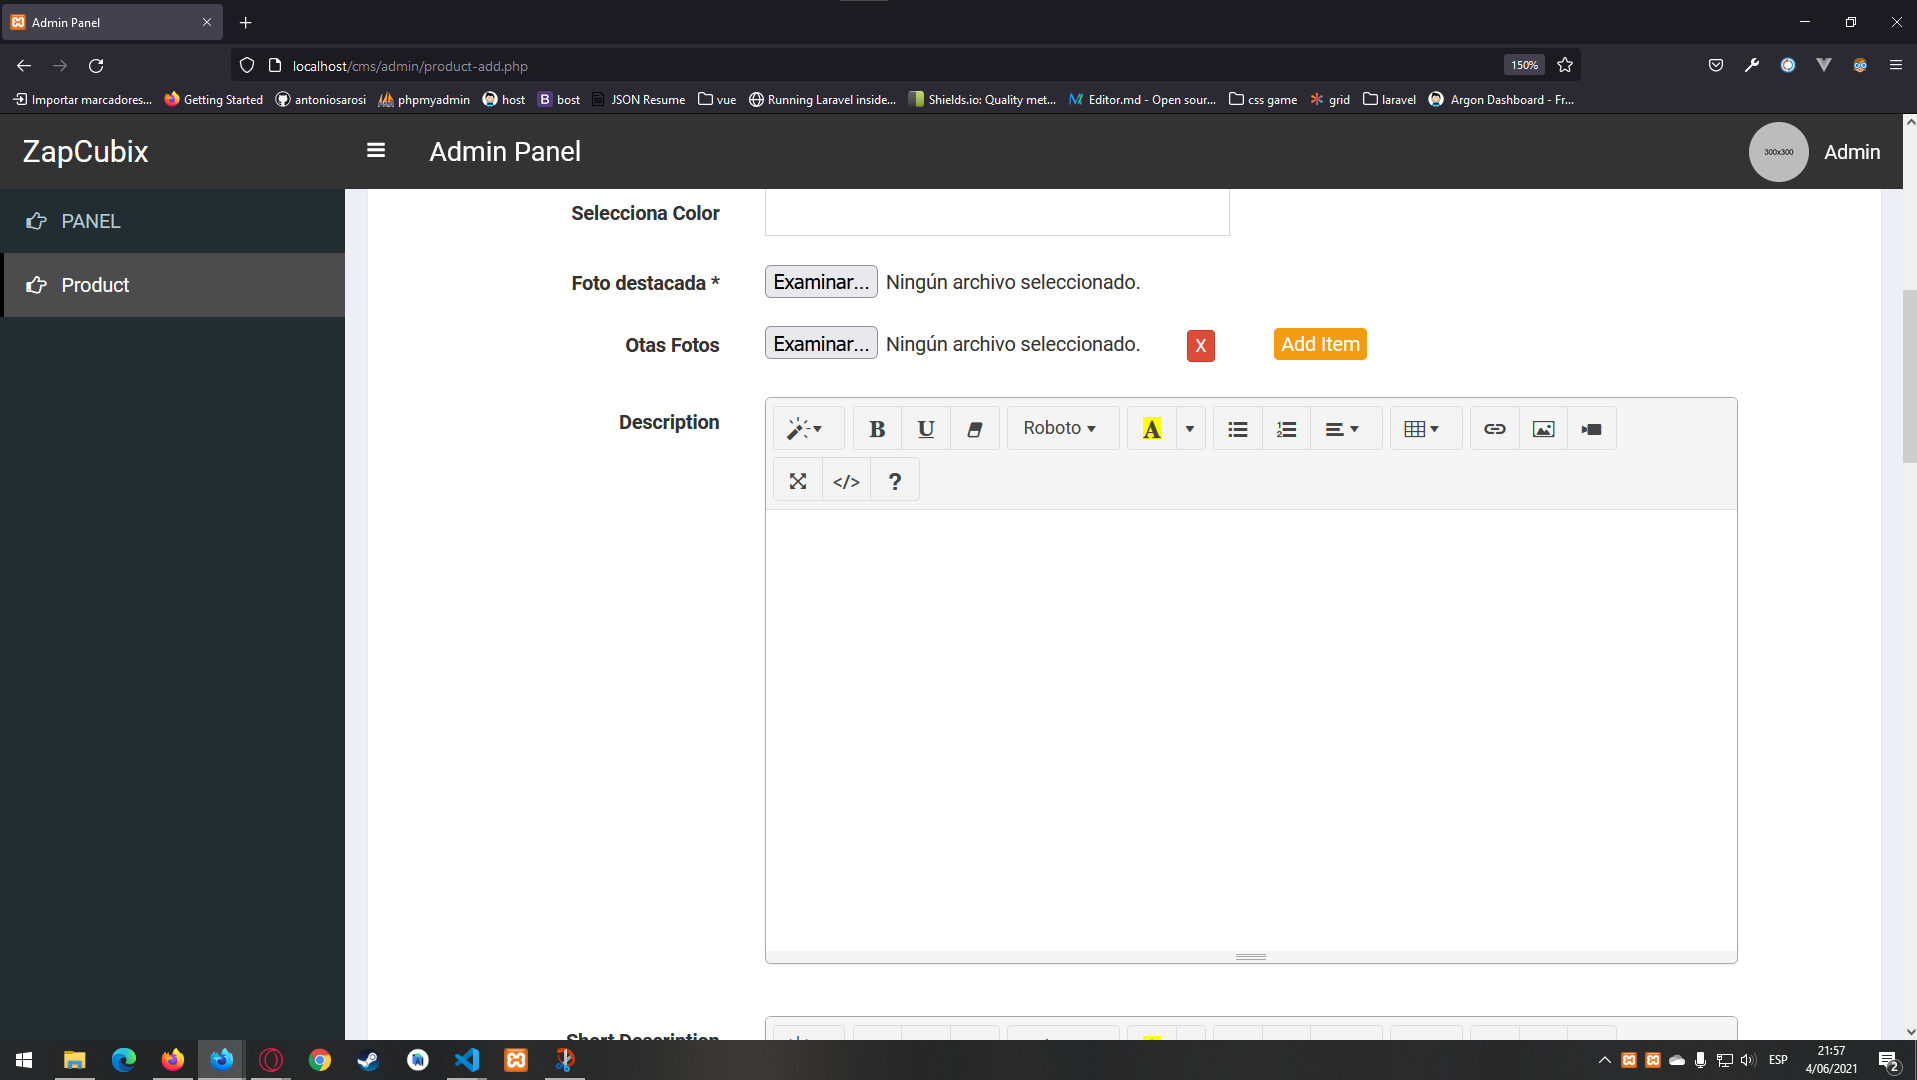 Admin Panel
localhost/cms/admin/product-add.php
150%
Importar marcadores...
Getting Started
antoniosarosi
phpmyadmin
host
B
bost
JSON Resume
vue
Running Laravel inside...
Shields.io: Quality met...
Editor.md - Open sour...
css game
grid
laravel
Argon Dashboard - Fr...
ZapCubix
Admin Panel
300x300
Admin
PANEL
Product
Selecciona Color
Foto destacada *
Examinar...
Ningún archivo seleccionado.
Otas Fotos
Examinar...
Ningún archivo seleccionado.
X
Add Item
Description
B
U
Roboto
A
</>
?
Short Description
ESP
21:57
4/06/2021
2